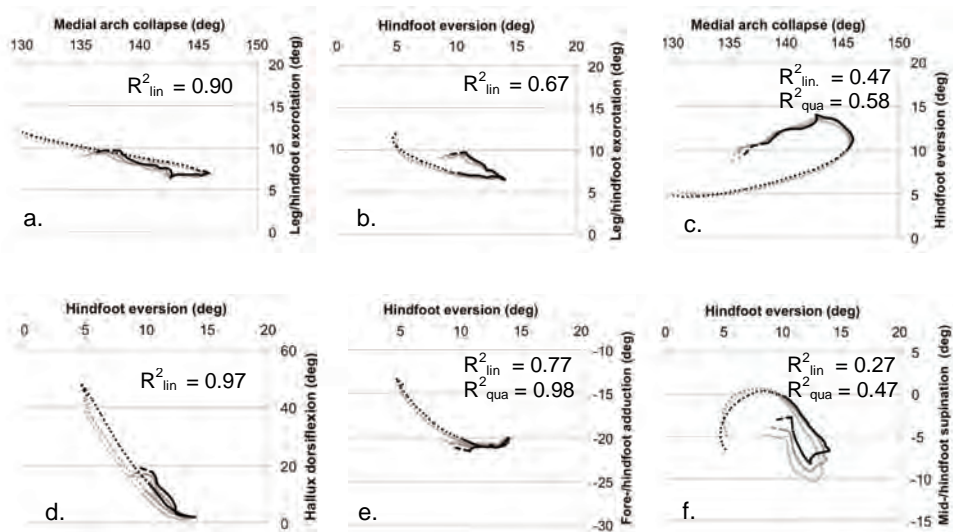 Medial arch collapse (deg)
130 135 140 145 150
20
15
10
5
0
Leg/hindfoot exorotation (deg)
R²lin = 0.90
a.
Hindfoot eversion (deg)
0 5 10 15 20
20
15
10
5
0
Leg/hindfoot exorotation (deg)
R²lin = 0.67
b.
Medial arch collapse (deg)
130 135 140 145 150
20
15
10
5
0
Hindfoot eversion (deg)
R²lin. = 0.47
R²qua = 0.58
c.
Hindfoot eversion (deg)
0 5 10 15 20
60
40
20
0
Hallux dorsiflexion (deg)
R²lin = 0.97
d.
Hindfoot eversion (deg)
5 10 15 20
-10
-15
-20
-25
-30
Fore-/hindfoot adduction (deg)
R²lin = 0.77
R²qua = 0.98
e.
Hindfoot eversion (deg)
0 5 10 15 20
5
0
-5
-10
-15
Mid-/hindfoot supination (deg)
R²lin = 0.27
R²qua = 0.47
f.